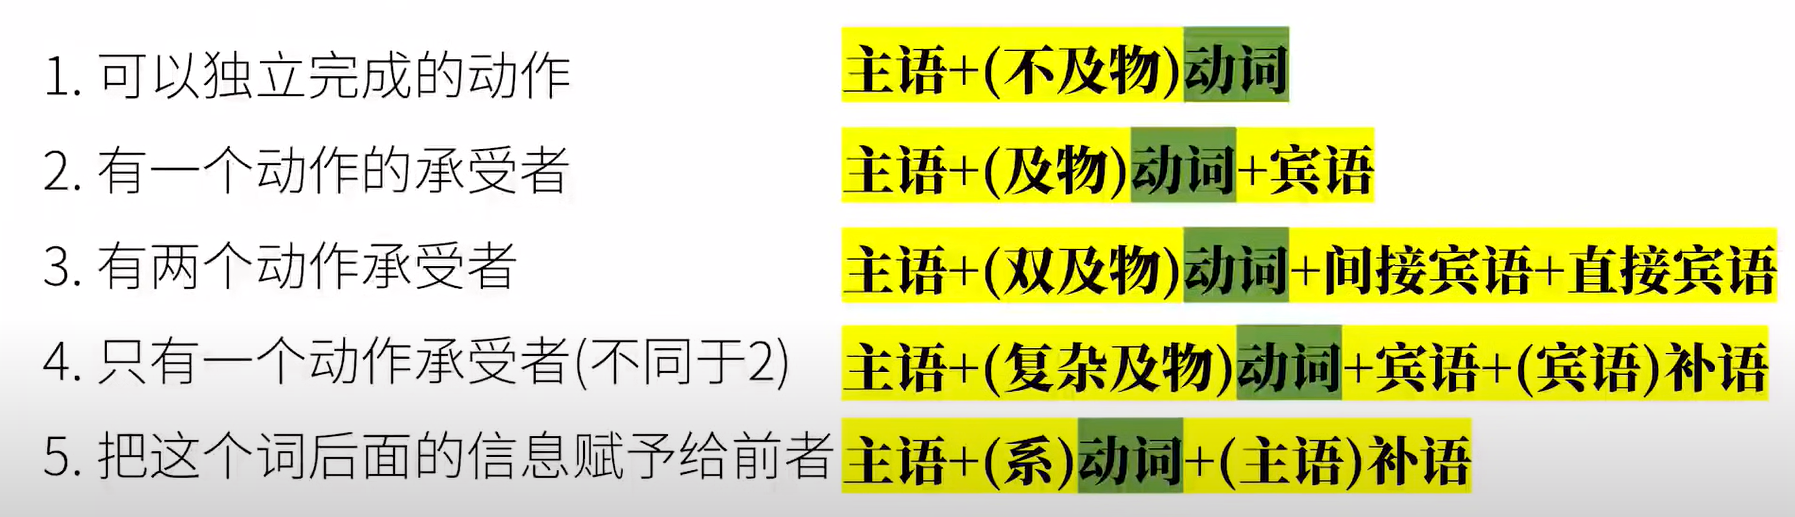 1. 可以独立完成的动作 主语+(不及物)动词
2. 有一个动作的承受者 主语+(及物)动词+宾语
3. 有两个动作承受者 主语+(双及物)动词+间接宾语+直接宾语
4. 只有一个动作承受者(不同于2) 主语+(复杂及物)动词+宾语+(宾语)补语
5. 把这个词后面的信息赋予给前者 主语+(系)动词+(主语)补语